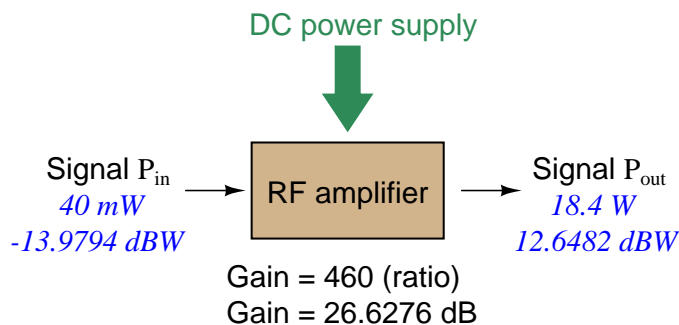 DC power supply
Signal Pin
40 mW
-13.9794 dBW
RF amplifier
Signal Pout
18.4 W
12.6482 dBW
Gain = 460 (ratio)
Gain = 26.6276 dB